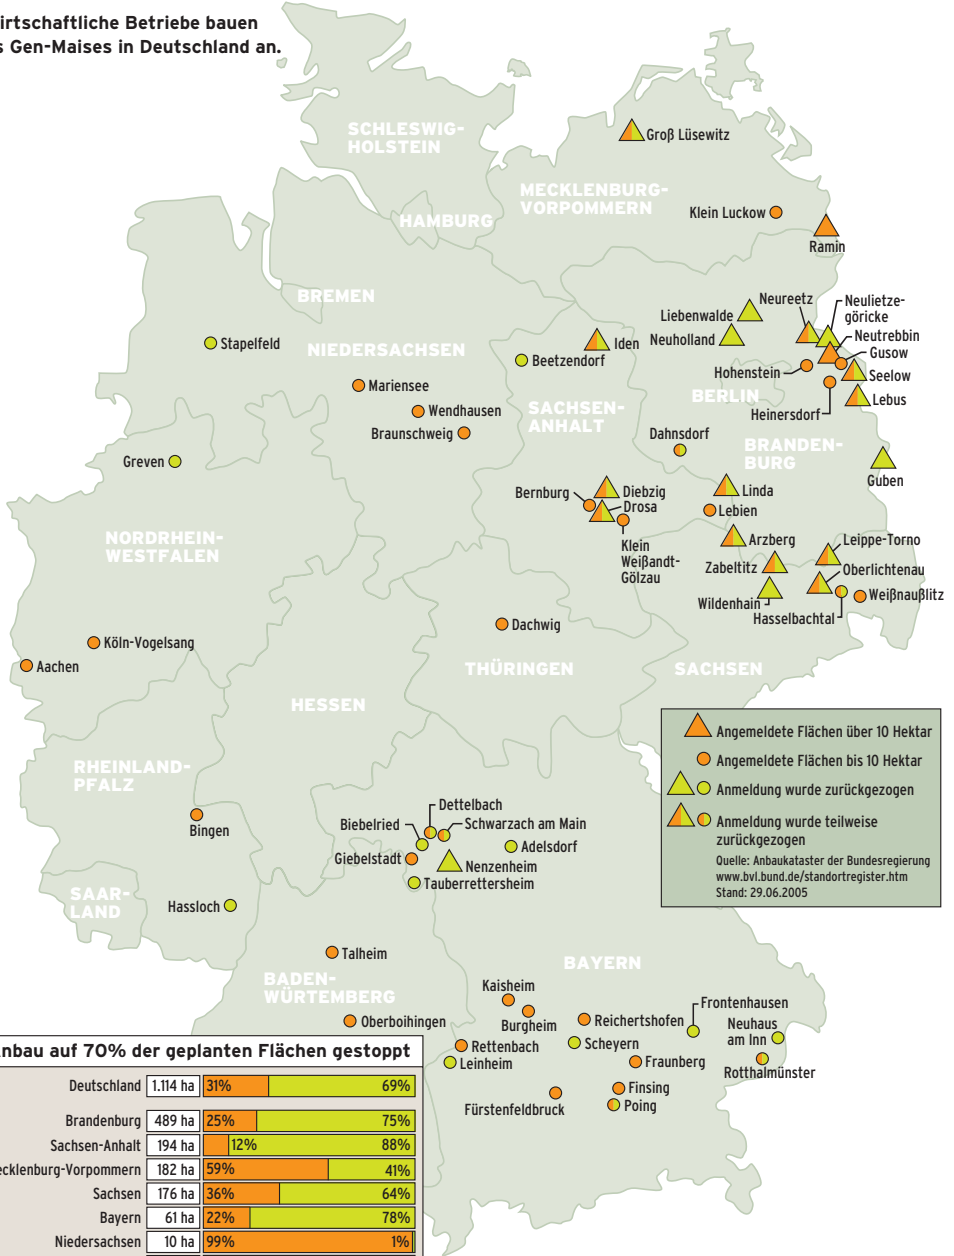 irtschaftliche Betriebe bauen
s Gen-Maises in Deutschland an.
SCHLESWIG-
HOLSTEIN
Groß Lüsewitz
MECKLENBURG-
VORPOMMERN
Klein Luckow
HAMBURG
Ramin
BREMEN
Neureetz
Neulietze-
göricke
Liebenwalde
Neuholland
Neutrebbin
Gusow
Stapelfeld
NIEDERSACHSEN
Iden
Beetzendorf
Hohenstein
Seelow
Mariensee
BERLIN
Lebus
Wendhausen
SACHSEN-
ANHALT
Heinersdorf
Braunschweig
Dahnsdorf
BRANDEN-
BURG
Greven
Guben
Bernburg
Diebzig
Linda
Drosa
Lebien
NORDRHEIN-
WESTFALEN
Klein
Weißandt-
Gölzau
Arzberg
Leippe-Torno
Zabeltitz
Oberlichtenau
Wildenhain
Weißnaußlitz
Hasselbachtal
Dachwig
Köln-Vogelsang
Aachen
THÜRINGEN
SACHSEN
HESSEN
Angemeldete Flächen über 10 Hektar
Angemeldete Flächen bis 10 Hektar
Anmeldung wurde zurückgezogen
Anmeldung wurde teilweise
zurückgezogen
Quelle: Anbaukataster der Bundesregierung
www.bvl.bund.de/standortregister.htm
Stand: 29.06.2005
RHEINLAND-
PFALZ
Bingen
Dettelbach
Biebelried
Schwarzach am Main
Adelsdorf
Giebelstadt
Nenzenheim
Tauberrettersheim
SAAR-
LAND
Hassloch
Talheim
BAYERN
BADEN-
WÜRTEMBERG
Kaisheim
Burgheim
Oberboihingen
Reichertshofen
Frontenhausen
Neuhaus
am Inn
Rettenbach
Scheyern
Leinheim
Fraunberg
Rotthalmünster
Finsing
Fürstenfeldbruck
Poing
nbau auf 70% der geplanten Flächen gestoppt
Deutschland 1.114 ha 31% 69%
Brandenburg 489 ha 25% 75%
Sachsen-Anhalt 194 ha 12% 88%
ecklenburg-Vorpommern 182 ha 59% 41%
Sachsen 176 ha 36% 64%
Bayern 61 ha 22% 78%
Niedersachsen 10 ha 99% 1%